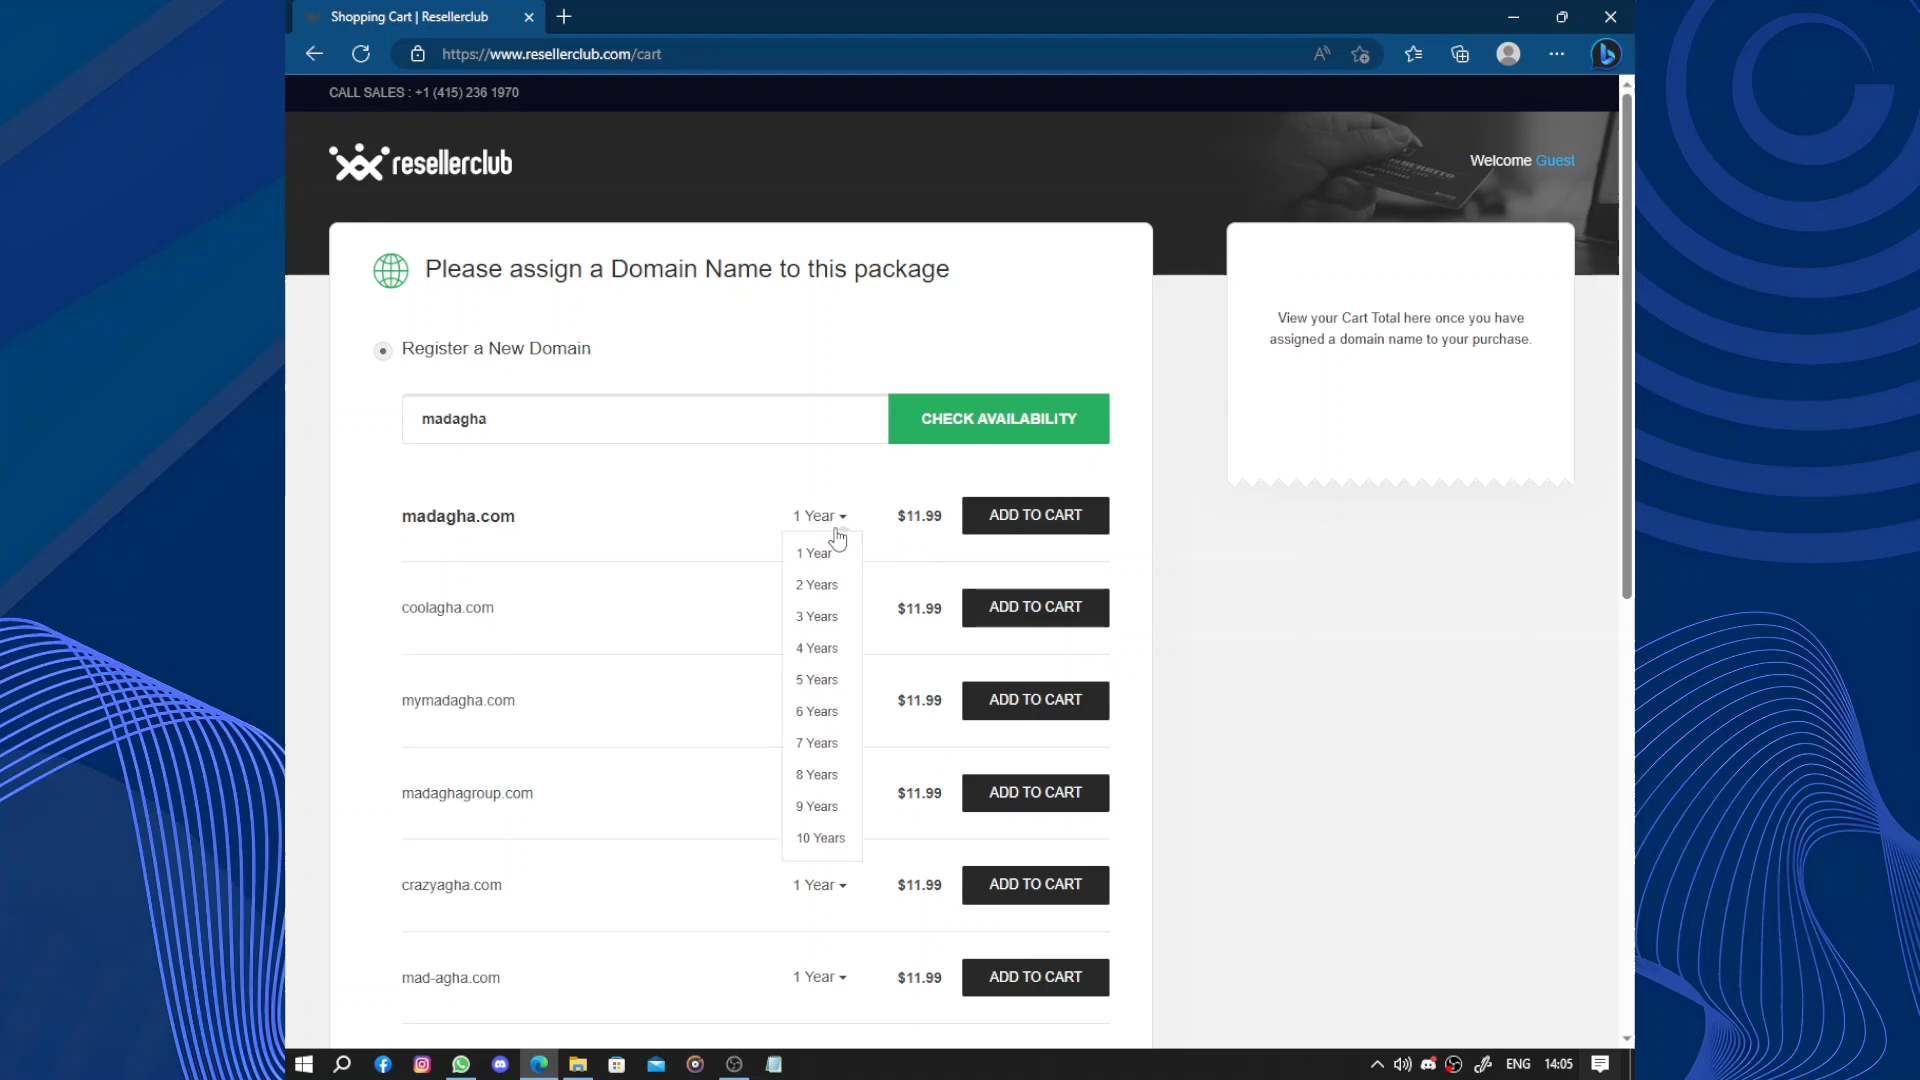 Shopping Cart | Resellerclub
https://www.resellerclub.com/cart
CALL SALES : +1 (415) 236 1970
resellerclub
Welcome Guest
Please assign a Domain Name to this package
View your Cart Total here once you have
assigned a domain name to your purchase.
Register a New Domain
madagha
CHECK AVAILABILITY
madagha.com
1 Year
$11.99
ADD TO CART
1 Year
2 Years
3 Years
4 Years
5 Years
6 Years
7 Years
8 Years
9 Years
10 Years
coolagha.com
$11.99
ADD TO CART
mymadagha.com
$11.99
ADD TO CART
madaghagroup.com
$11.99
ADD TO CART
crazyagha.com
1 Year
$11.99
ADD TO CART
mad-agha.com
1 Year
$11.99
ADD TO CART
ENG
14:05